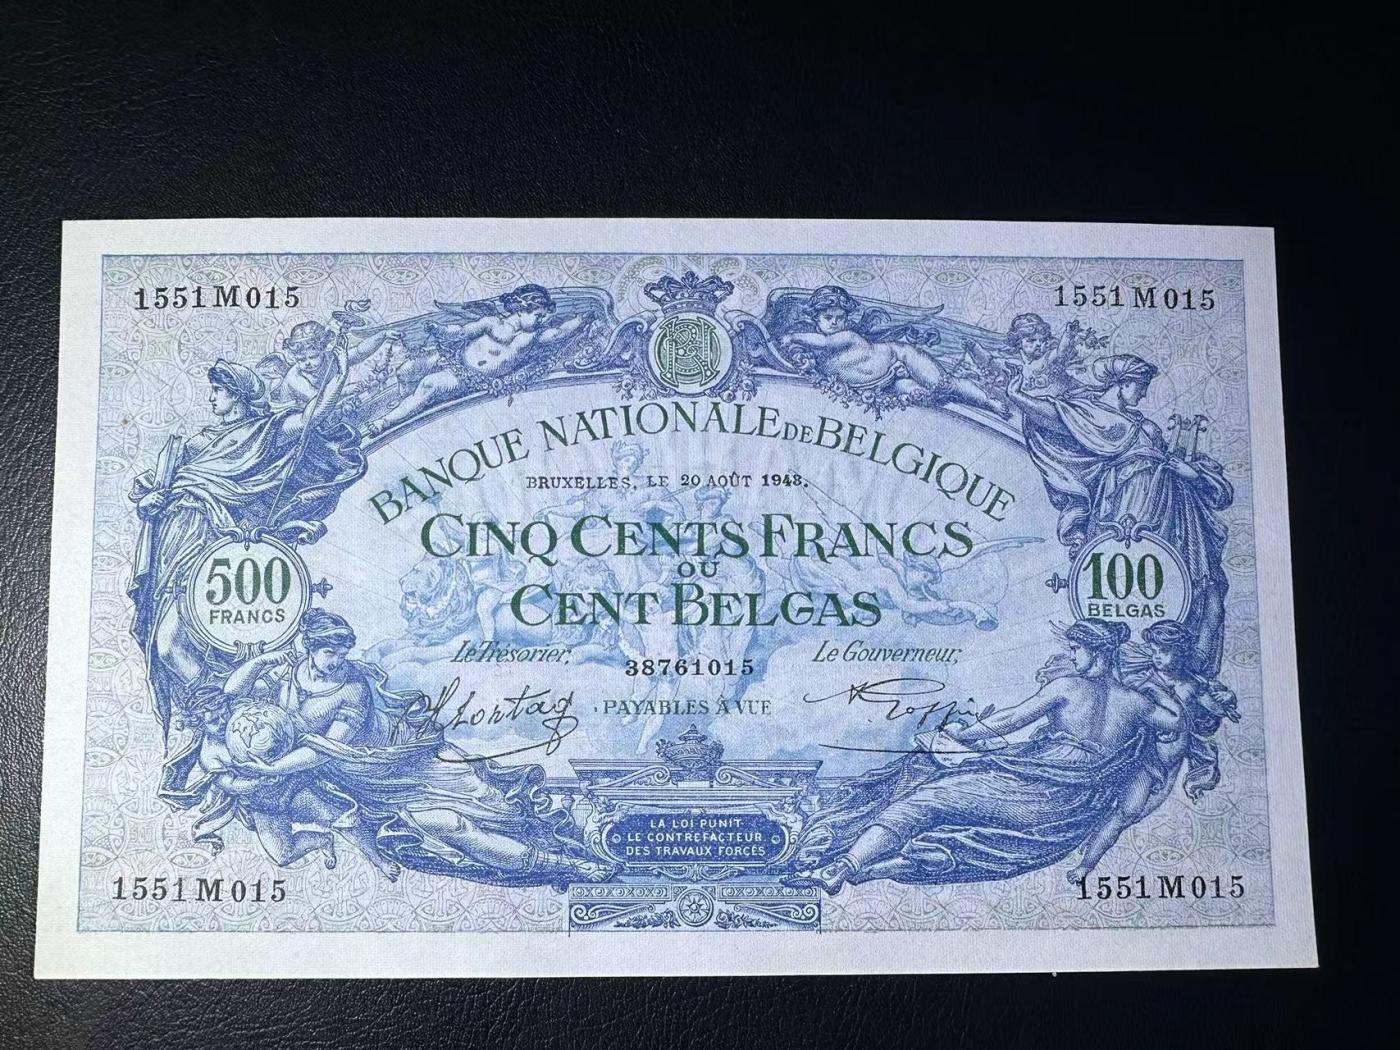 1551M015 1551M015
BANQUE NATIONALE DE BELGIQUE
BRUXELLES, LE 20 AOÛT 1943.
CINQ CENTS FRANCS
OU
CENT BELGAS
500 FRANCS
100 BELGAS
Le Trésorier,
38761015
Le Gouverneur,
PAYABLES À VUE
LA LOI PUNIT
LE CONTREFACTEUR
DES TRAVAUX FORCÉS
1551M015 1551M015